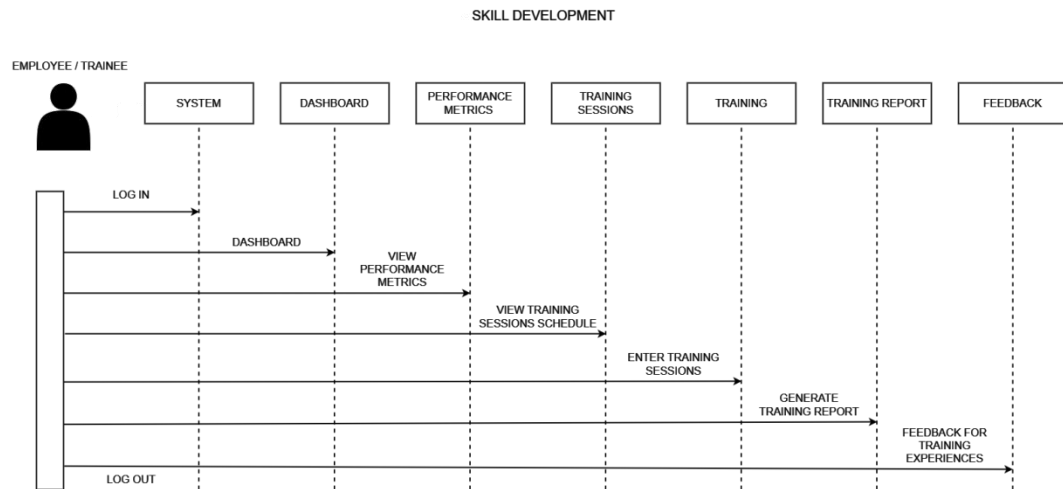 SKILL DEVELOPMENT
EMPLOYEE / TRAINEE
SYSTEM
DASHBOARD
PERFORMANCE
METRICS
TRAINING
SESSIONS
TRAINING
TRAINING REPORT
FEEDBACK
LOG IN
DASHBOARD
VIEW
PERFORMANCE
METRICS
VIEW TRAINING
SESSIONS SCHEDULE
ENTER TRAINING
SESSIONS
GENERATE
TRAINING REPORT
FEEDBACK FOR
TRAINING
EXPERIENCES
LOG OUT